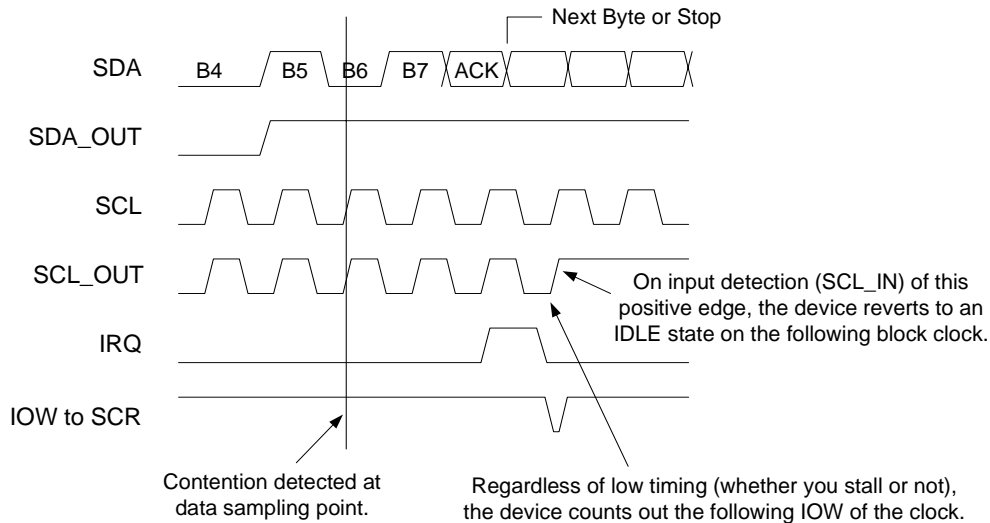 Next Byte or Stop
SDA
B4
B5
B6
B7
ACK
SDA_OUT
SCL
SCL_OUT
On input detection (SCL_IN) of this
positive edge, the device reverts to an
IDLE state on the following block clock.
IRQ
IOW to SCR
Contention detected at
data sampling point.
Regardless of low timing (whether you stall or not),
the device counts out the following IOW of the clock.